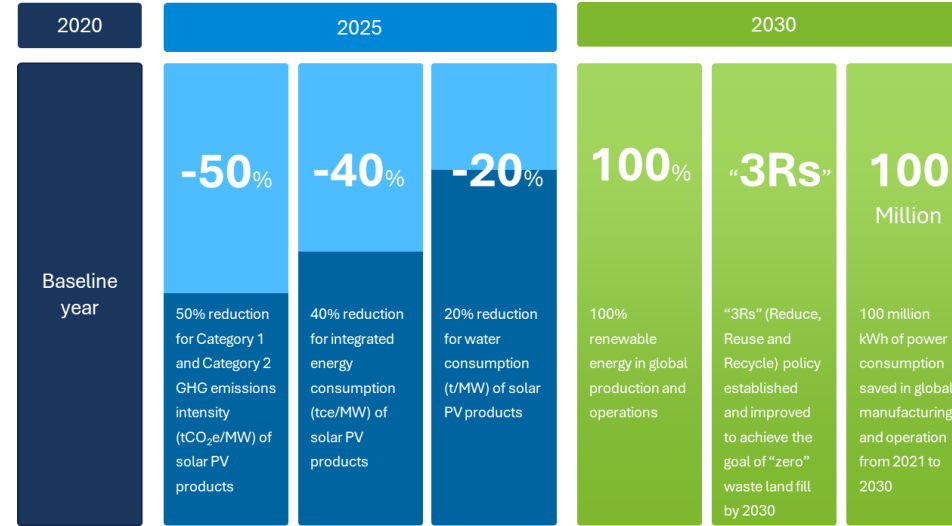 2020
2025
2030
Baseline
year
-50%
50% reduction
for Category 1
and Category 2
GHG emissions
intensity
(tCO₂e/MW) of
solar PV
products
-40%
40% reduction
for integrated
energy
consumption
(tce/MW) of
solar PV
products
-20%
20% reduction
for water
consumption
(t/MW) of solar
PV products
100%
100%
renewable
energy in global
production and
operations
“3Rs”
“3Rs” (Reduce,
Reuse and
Recycle) policy
established
and improved
to achieve the
goal of “zero”
waste land fill
by 2030
100
Million
100 million
kWh of power
consumption
saved in global
manufacturing
and operation
from 2021 to
2030